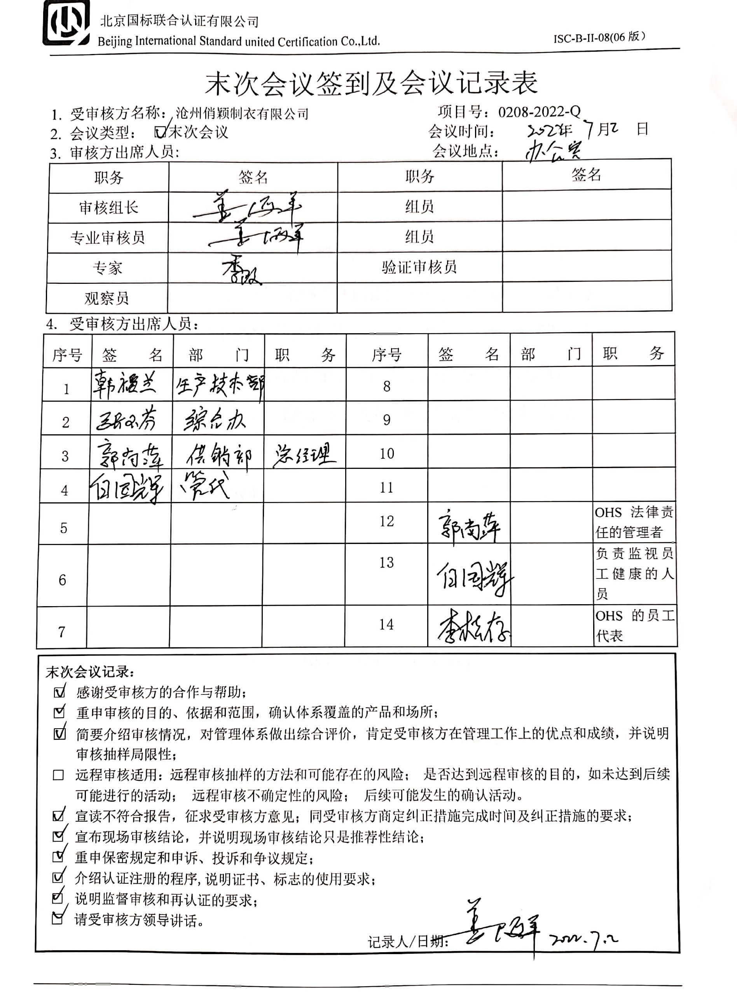 北京国标联合认证有限公司
Beijing International Standard united Certification Co.,Ltd.
ISC-B-II-08(06 版)
末次会议签到及会议记录表
1. 受审核方名称：沧州俏颖制衣有限公司 项目号：0208-2022-Q
2. 会议类型： ☑末次会议 会议时间： 2022年 7月2 日
3. 审核方出席人员: 会议地点： 办公室
职务 签名 职务 签名
审核组长 组员
专业审核员 组员
专家 验证审核员
观察员
4. 受审核方出席人员：
序号 签 名 部 门 职 务 序号 签 名 部 门 职 务
1 韩福兰 生产技术部 8
2 综合办 9
3 郭尚萍 供销部 总经理 10
4 白国辉 管代 11
5 12 郭尚萍 OHS 法律责
任的管理者
6 13 白国辉 负责监视员
工健康的人
员
7 14 李桂存 OHS 的员工
代表
末次会议记录：
☑ 感谢受审核方的合作与帮助；
☑ 重申审核的目的、依据和范围，确认体系覆盖的产品和场所；
☑ 简要介绍审核情况，对管理体系做出综合评价，肯定受审核方在管理工作上的优点和成绩，并说明
审核抽样局限性；
□ 远程审核适用：远程审核抽样的方法和可能存在的风险； 是否达到远程审核的目的，如未达到后续
可能进行的活动； 远程审核不确定性的风险； 后续可能发生的确认活动。
☑ 宣读不符合报告，征求受审核方意见；同受审核方商定纠正措施完成时间及纠正措施的要求；
☑ 宣布现场审核结论，并说明现场审核结论只是推荐性结论；
☑ 重申保密规定和申诉、投诉和争议规定；
☑ 介绍认证注册的程序,说明证书、标志的使用要求；
☑ 说明监督审核和再认证的要求；
☑ 请受审核方领导讲话。
记录人/日期： 2022.7.2